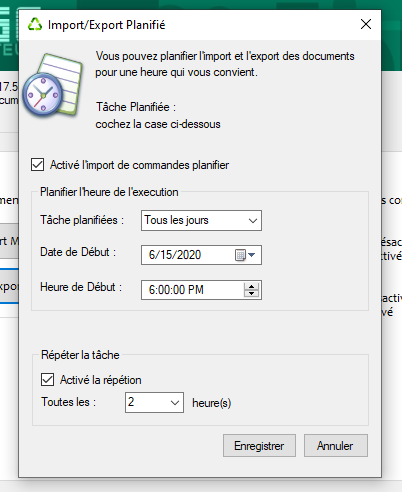 Import/Export Planifié
Vous pouvez planifier l'import et l'export des documents
pour une heure qui vous convient.
Tâche Planifiée :
cochez la case ci-dessous
Activé l'import de commandes planifier
Planifier l'heure de l'execution
Tâche planifiées : Tous les jours
Date de Début : 6/15/2020
Heure de Début : 6:00:00 PM
Répéter la tâche
Activé la répétion
Toutes les : 2 heure(s)
Enregistrer Annuler